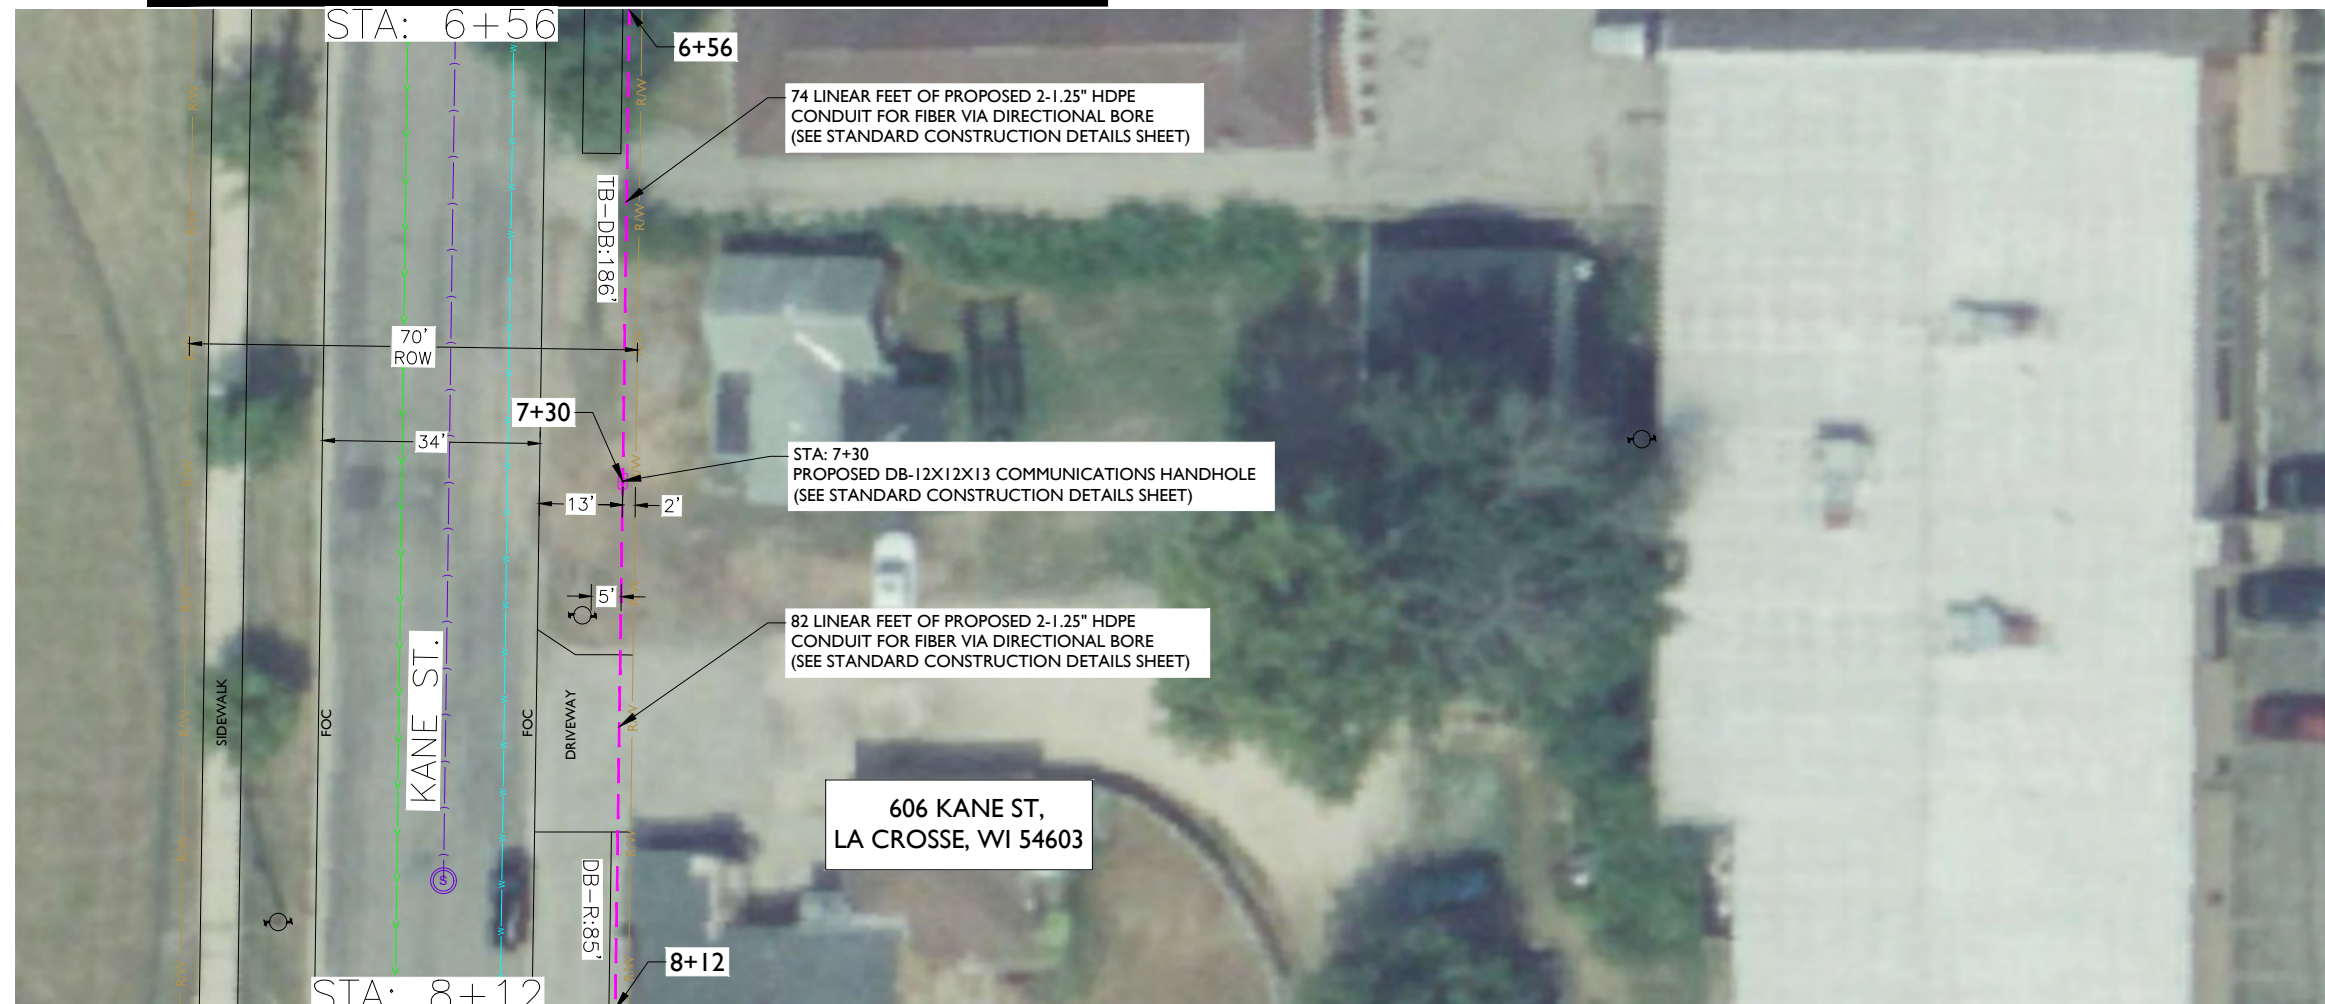 STA: 6+56
6+56
74 LINEAR FEET OF PROPOSED 2-1.25" HDPE
CONDUIT FOR FIBER VIA DIRECTIONAL BORE
(SEE STANDARD CONSTRUCTION DETAILS SHEET)
R/W
R/W
W
W
TB-DB:186'
R/W
R/W
70'
ROW
7+30
34'
STA: 7+30
PROPOSED DB-12X12X13 COMMUNICATIONS HANDHOLE
(SEE STANDARD CONSTRUCTION DETAILS SHEET)
R/W
R/W
13'
2'
5'
R/W
R/W
82 LINEAR FEET OF PROPOSED 2-1.25" HDPE
CONDUIT FOR FIBER VIA DIRECTIONAL BORE
(SEE STANDARD CONSTRUCTION DETAILS SHEET)
SIDEWALK
FOC
KANE ST.
FOC
DRIVEWAY
R/W
R/W
606 KANE ST,
LA CROSSE, WI 54603
R/W
R/W
S
W
DB-R:85'
W
8+12
R/W
R/W
STA: 8+12